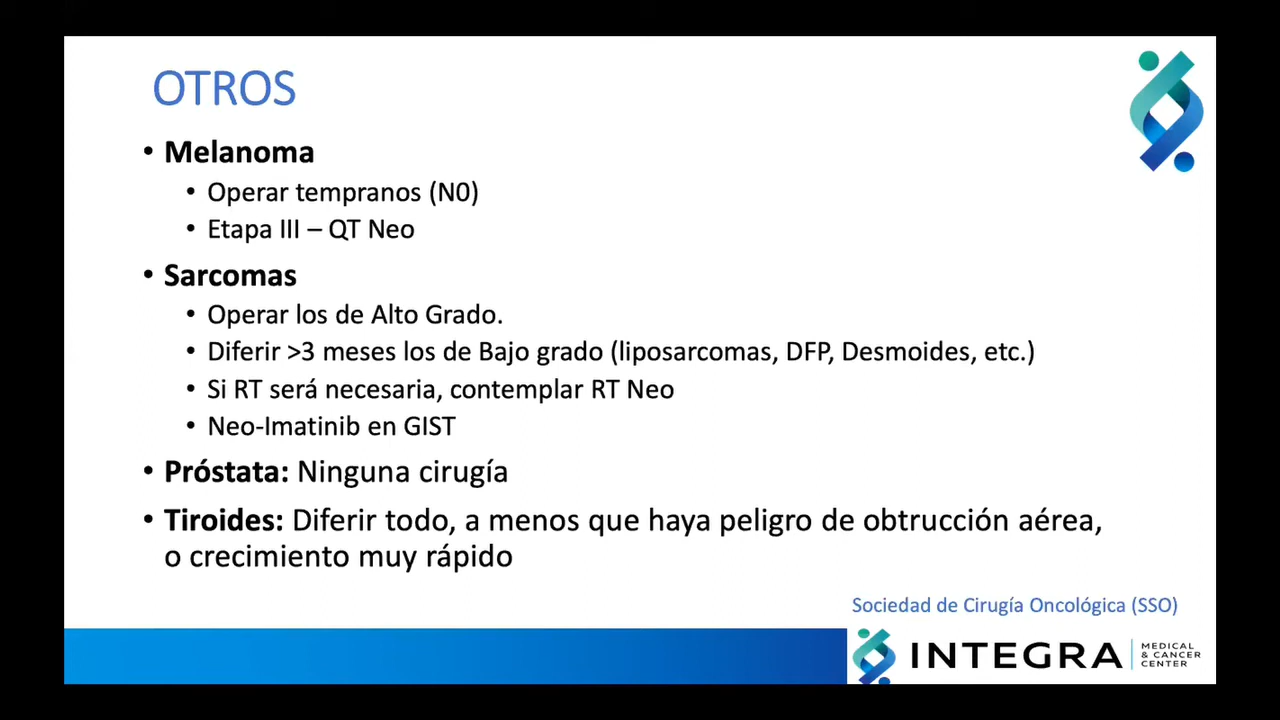 OTROS
• Melanoma
• Operar tempranos (N0)
• Etapa III – QT Neo
• Sarcomas
• Operar los de Alto Grado.
• Diferir >3 meses los de Bajo grado (liposarcomas, DFP, Desmoides, etc.)
• Si RT será necesaria, contemplar RT Neo
• Neo-Imatinib en GIST
• Próstata: Ninguna cirugía
• Tiroides: Diferir todo, a menos que haya peligro de obtrucción aérea,
o crecimiento muy rápido
Sociedad de Cirugía Oncológica (SSO)
INTEGRA
MEDICAL
& CANCER
CENTER